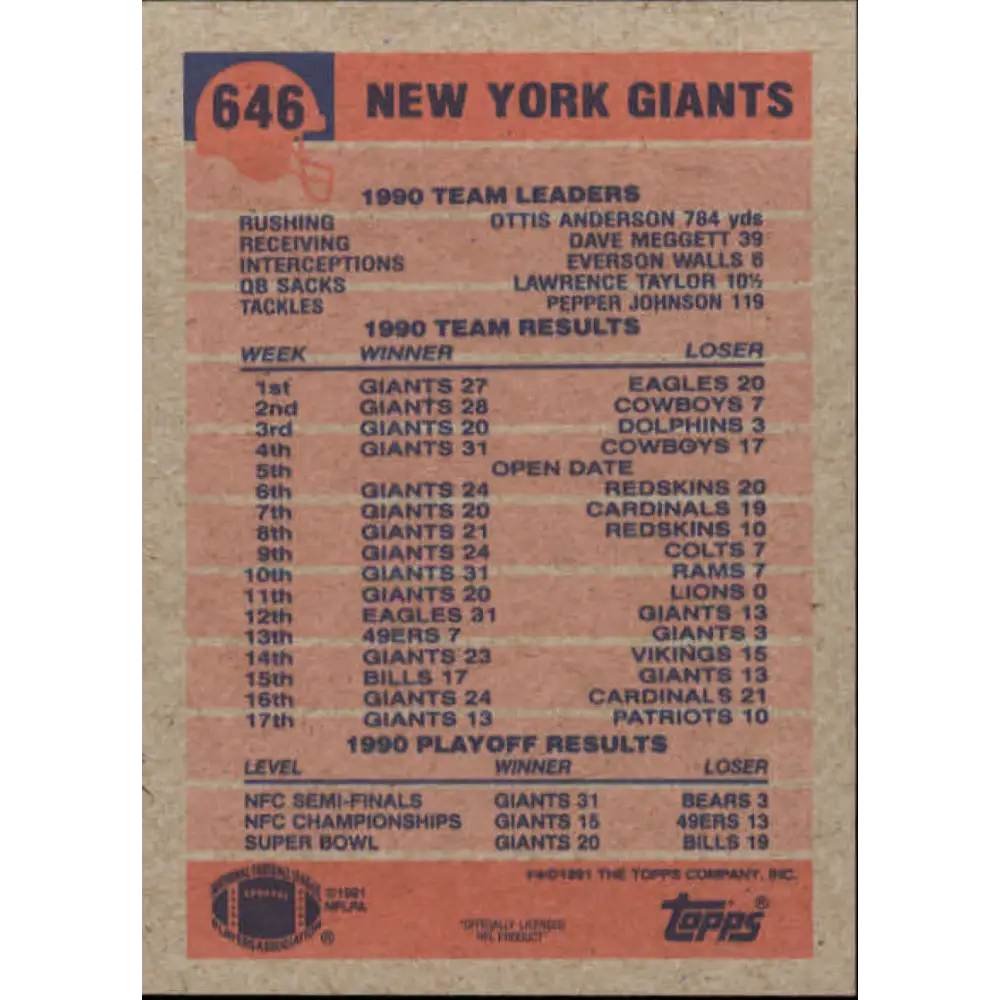 646 NEW YORK GIANTS
1990 TEAM LEADERS
RUSHING OTTIS ANDERSON 784 yds
RECEIVING DAVE MEGGETT 39
INTERCEPTIONS EVERSON WALLS 6
QB SACKS LAWRENCE TAYLOR 10½
TACKLES PEPPER JOHNSON 119
1990 TEAM RESULTS
WEEK WINNER LOSER
1st GIANTS 27 EAGLES 20
2nd GIANTS 28 COWBOYS 7
3rd GIANTS 20 DOLPHINS 3
4th GIANTS 31 COWBOYS 17
5th OPEN DATE
6th GIANTS 24 REDSKINS 20
7th GIANTS 20 CARDINALS 19
8th GIANTS 21 REDSKINS 10
9th GIANTS 24 COLTS 7
10th GIANTS 31 RAMS 7
11th GIANTS 20 LIONS 0
12th EAGLES 31 GIANTS 13
13th 49ERS 7 GIANTS 3
14th GIANTS 23 VIKINGS 15
15th BILLS 17 GIANTS 13
16th GIANTS 24 CARDINALS 21
17th GIANTS 13 PATRIOTS 10
1990 PLAYOFF RESULTS
LEVEL WINNER LOSER
NFC SEMI-FINALS GIANTS 31 BEARS 3
NFC CHAMPIONSHIPS GIANTS 15 49ERS 13
SUPER BOWL GIANTS 20 BILLS 19
©1991 THE TOPPS COMPANY, INC.
NATIONAL FOOTBALL LEAGUE
PLAYERS ASSOCIATION ®
©1991
NFLPA
"OFFICIALLY LICENSED
NFL PRODUCT"
topps ®